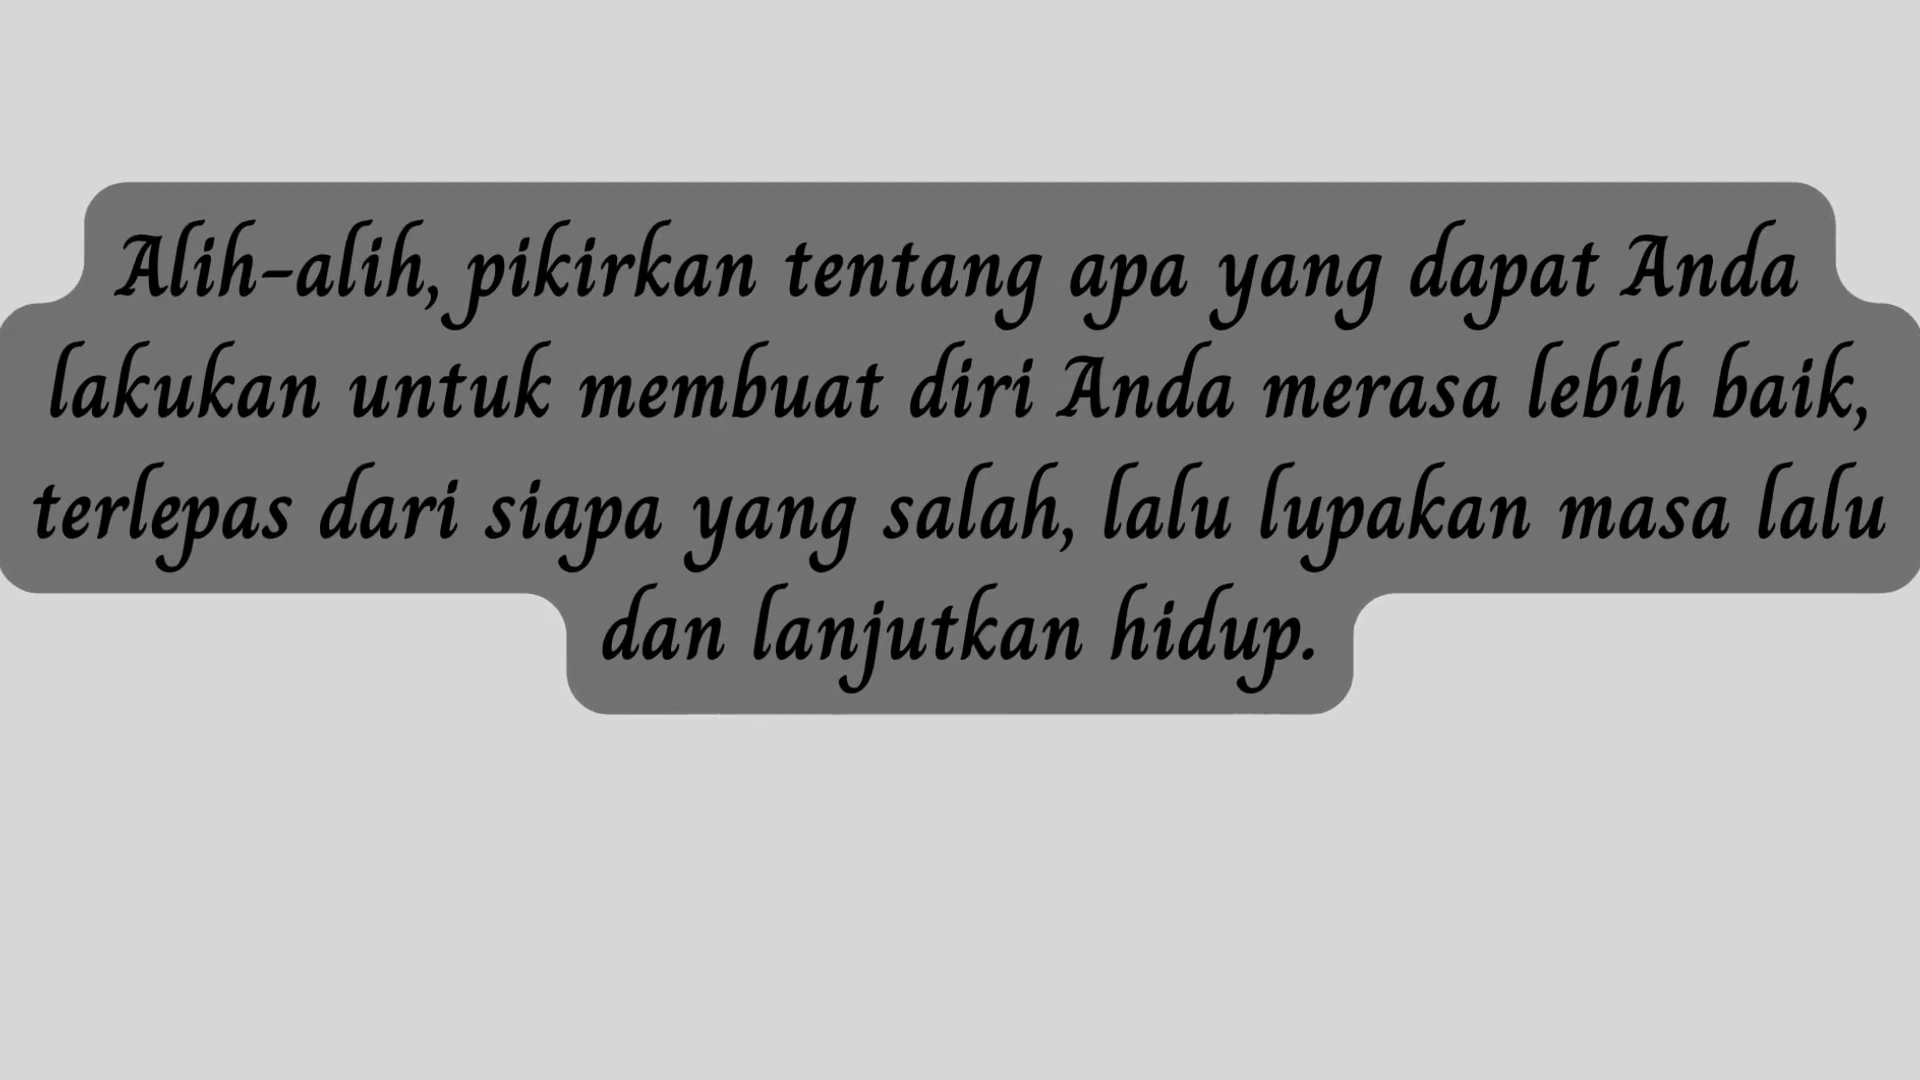 Alih-alih, pikirkan tentang apa yang dapat Anda
lakukan untuk membuat diri Anda merasa lebih baik,
terlepas dari siapa yang salah, lalu lupakan masa lalu
dan lanjutkan hidup.